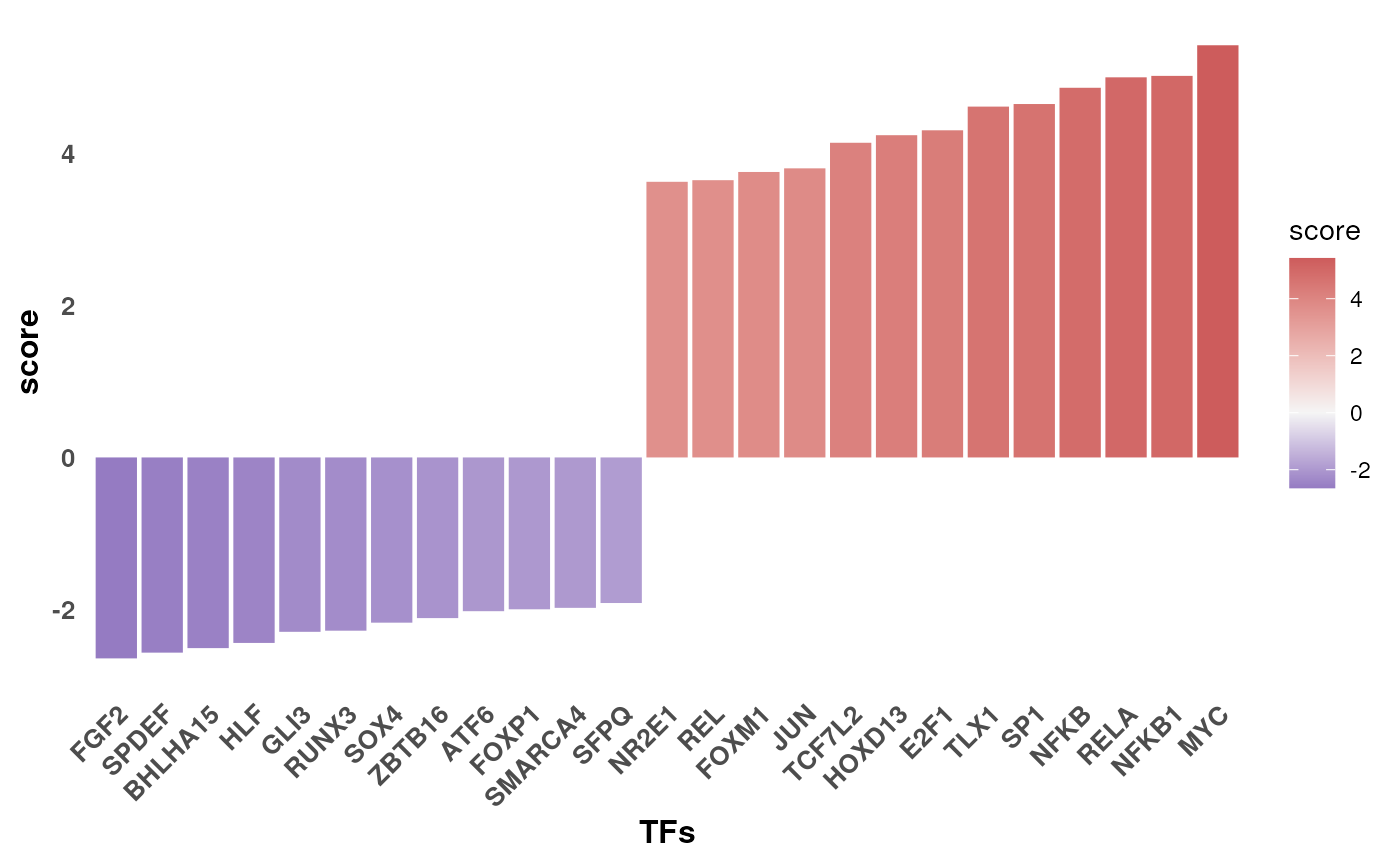 score
4
2
0
-2
FGF2
SPDEF
BHLHA15
HLF
GLI3
RUNX3
SOX4
ZBTB16
ATF6
FOXP1
SMARCA4
SFPQ
NR2E1
REL
FOXM1
JUN
TCF7L2
HOXD13
E2F1
TLX1
SP1
NFKB
RELA
NFKB1
MYC
TFs
score
4
2
0
-2